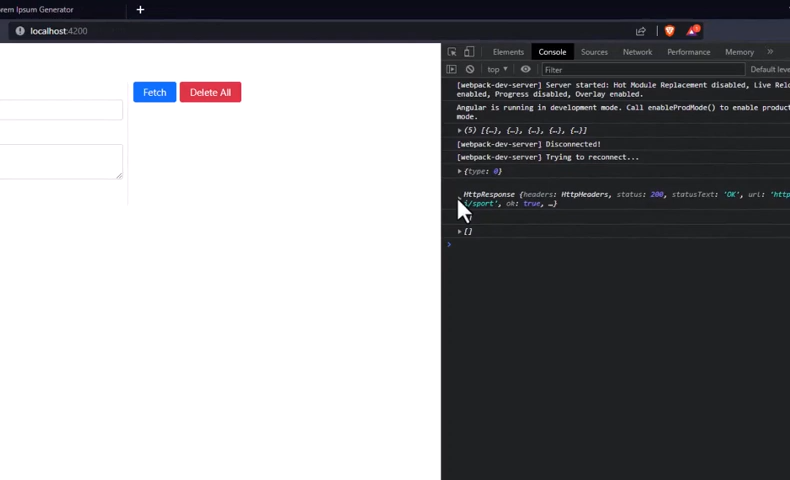 orem Ipsum Generator
localhost:4200
Elements Console Sources Network Performance Memory »
top Filter Default leve
Fetch Delete All
[webpack-dev-server] Server started: Hot Module Replacement disabled, Live Relo
enabled, Progress disabled, Overlay enabled.
Angular is running in development mode. Call enableProdMode() to enable product
mode.
(5) [{…}, {…}, {…}, {…}, {…}]
[webpack-dev-server] Disconnected!
[webpack-dev-server] Trying to reconnect...
{type: 0}
HttpResponse {headers: HttpHeaders, status: 200, statusText: 'OK', url: 'http
i/sport', ok: true, …}
[]